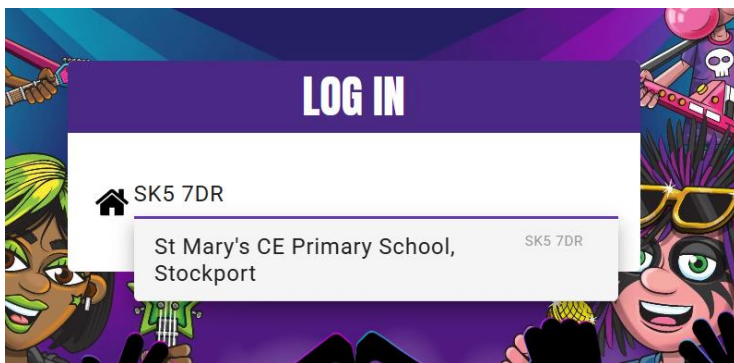 LOG IN
SK5 7DR
St Mary's CE Primary School, SK5 7DR
Stockport